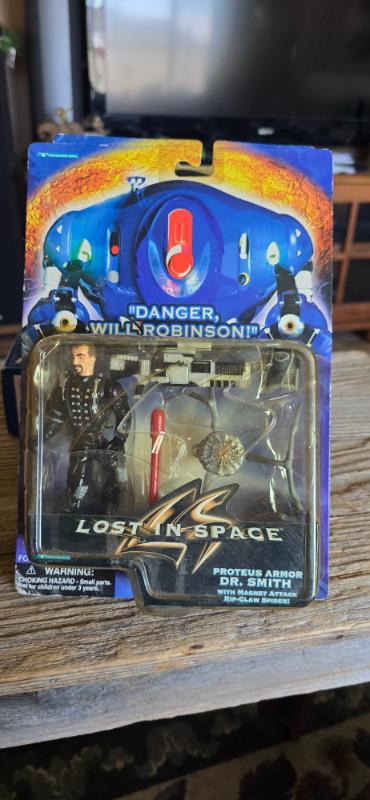 "DANGER,
WILL ROBINSON!"
LOST IN SPACE
WARNING:
CHOKING HAZARD - Small parts.
Not for children under 3 years.
PROTEUS ARMOR
DR. SMITH
WITH MAGNET ATTACK
RIP-CLAW SPIDER!